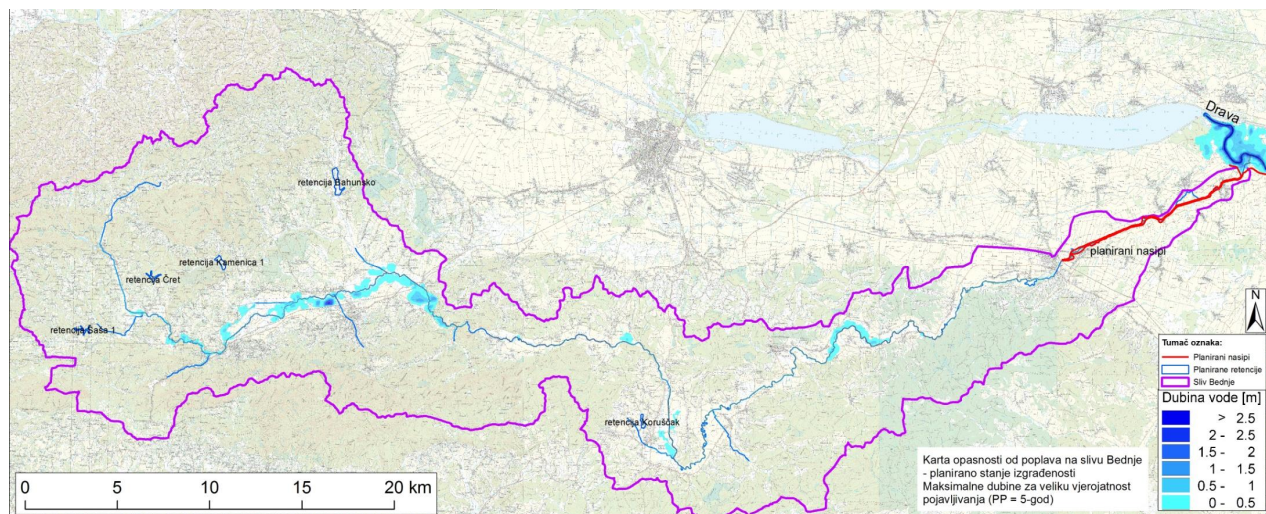 Drava
retencija Bahunsko
planirani nasipi
retencija Kamenica 1
retencija Čret
retencija Saša 1
retencija Koruščak
N
Tumač oznaka:
Planirani nasipi
Planirane retencije
Sliv Bednje
Dubina vode [m]
> 2.5
2 - 2.5
1.5 - 2
1 - 1.5
0.5 - 1
0 - 0.5
Karta opasnosti od poplava na slivu Bednje
- planirano stanje izgrađenosti
Maksimalne dubine za veliku vjerojatnost
pojavljivanja (PP = 5-god)
0 5 10 15 20 km